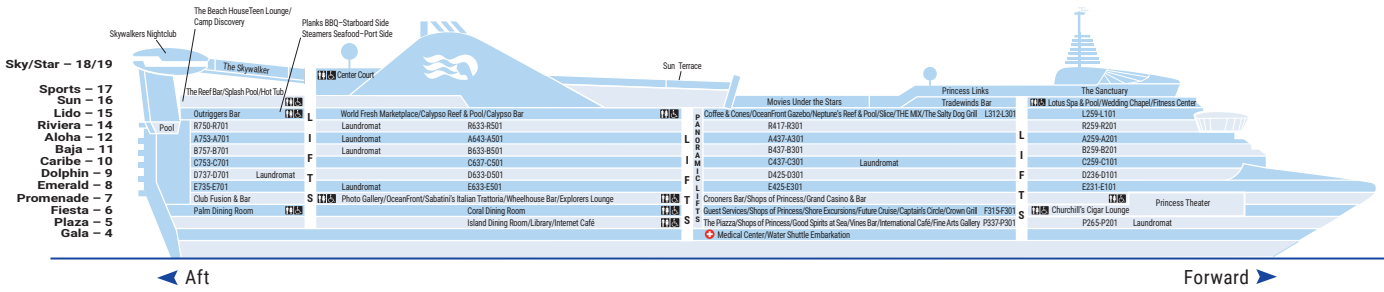 The Beach HouseTeen Lounge/
Camp Discovery
Planks BBQ–Starboard Side
Steamers Seafood–Port Side
Skywalkers Nightclub
Sky/Star – 18/19
The Skywalker
Center Court
Sun Terrace
Sports – 17
The Reef Bar/Splash Pool/Hot Tub
Princess Links
The Sanctuary
Sun – 16
Movies Under the Stars
Tradewinds Bar
Lotus Spa & Pool/Wedding Chapel/Fitness Center
Lido – 15
Outriggers Bar
World Fresh Marketplace/Calypso Reef & Pool/Calypso Bar
Coffee & Cones/OceanFront Gazebo/Neptune's Reef & Pool/Slice/THE MIX/The Salty Dog Grill L312-L301
L259-L101
Riviera – 14
Pool
R750-R701
Laundromat
R633-R501
R417-R301
R259-R201
Aloha – 12
A753-A701
Laundromat
A643-A501
A437-A301
A259-A201
Baja – 11
B757-B701
Laundromat
B633-B501
B437-B301
B259-B201
Caribe – 10
C753-C701
C637-C501
C437-C301
Laundromat
C259-C101
Dolphin – 9
D737-D701
Laundromat
D633-D501
D425-D301
D236-D101
Emerald – 8
E735-E701
Laundromat
E633-E501
E425-E301
E231-E101
Promenade – 7
Club Fusion & Bar
Photo Gallery/OceanFront/Sabatini's Italian Trattoria/Wheelhouse Bar/Explorers Lounge
Crooners Bar/Shops of Princess/Grand Casino & Bar
Princess Theater
Fiesta – 6
Palm Dining Room
Coral Dining Room
Guest Services/Shops of Princess/Shore Excursions/Future Cruise/Captain's Circle/Crown Grill F315-F301
Churchill's Cigar Lounge
Plaza – 5
Island Dining Room/Library/Internet Café
The Piazza/Shops of Princess/Good Spirits at Sea/Vines Bar/International Café/Fine Arts Gallery P337-P301
P265-P201
Laundromat
Gala – 4
Medical Center/Water Shuttle Embarkation
LIFTS
LIFTS
PANORAMIC LIFTS
LIFTS
Aft
Forward